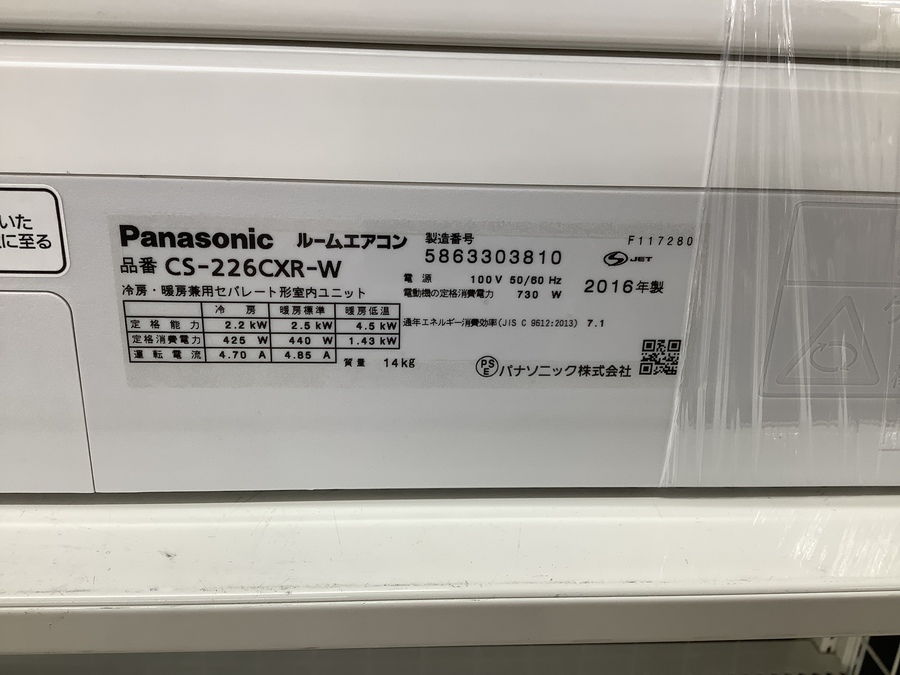 いた
に至る
Panasonic ルームエアコン
品番 CS-226CXR-W
冷房・暖房兼用セパレート形室内ユニット
冷房 暖房標準 暖房低温
定格能力 2.2 kW 2.5 kW 4.5 kW
定格消費電力 425 W 440 W 1.43 kW
運転電流 4.70 A 4.85 A
質量 14kg
製造番号
5863303810
F117280
S JET
電源 100V 50/60 Hz
電動機の定格消費電力 730 W
2016年製
通年エネルギー消費効率(JIS C 9612:2013) 7.1
PSE パナソニック株式会社